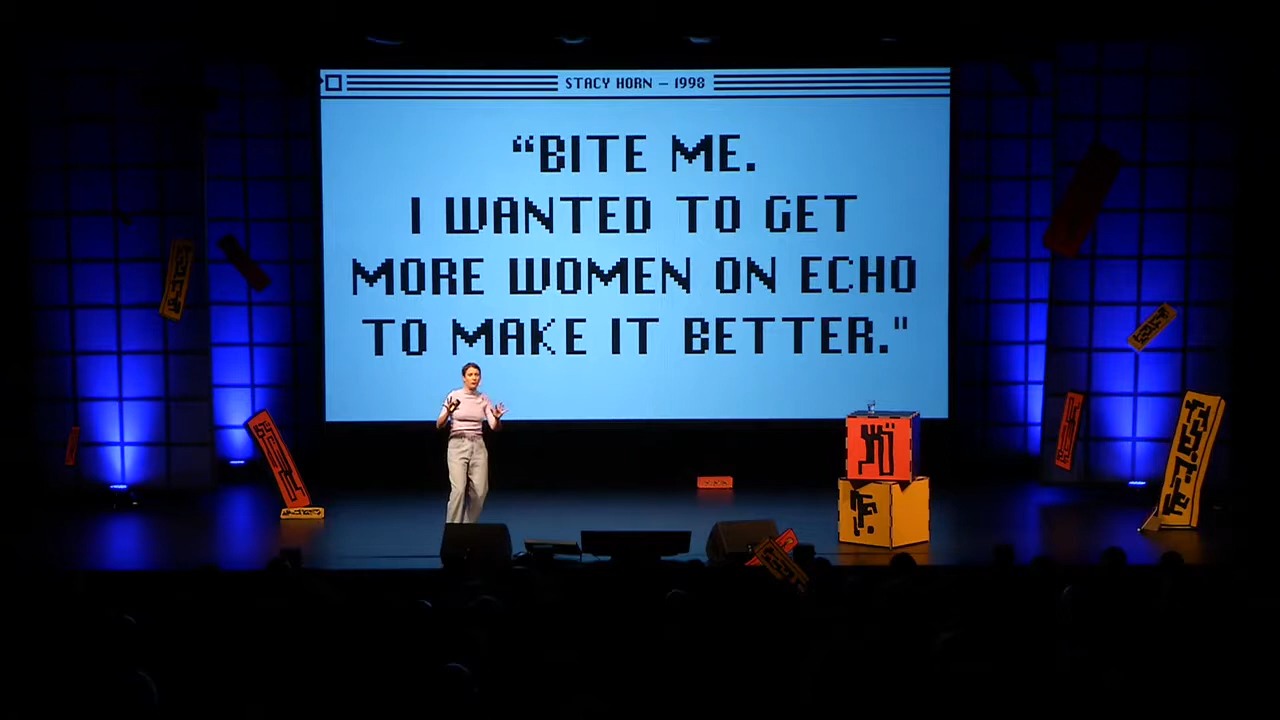 STACY HORN – 1998
“BITE ME.
I WANTED TO GET
MORE WOMEN ON ECHO
TO MAKE IT BETTER."